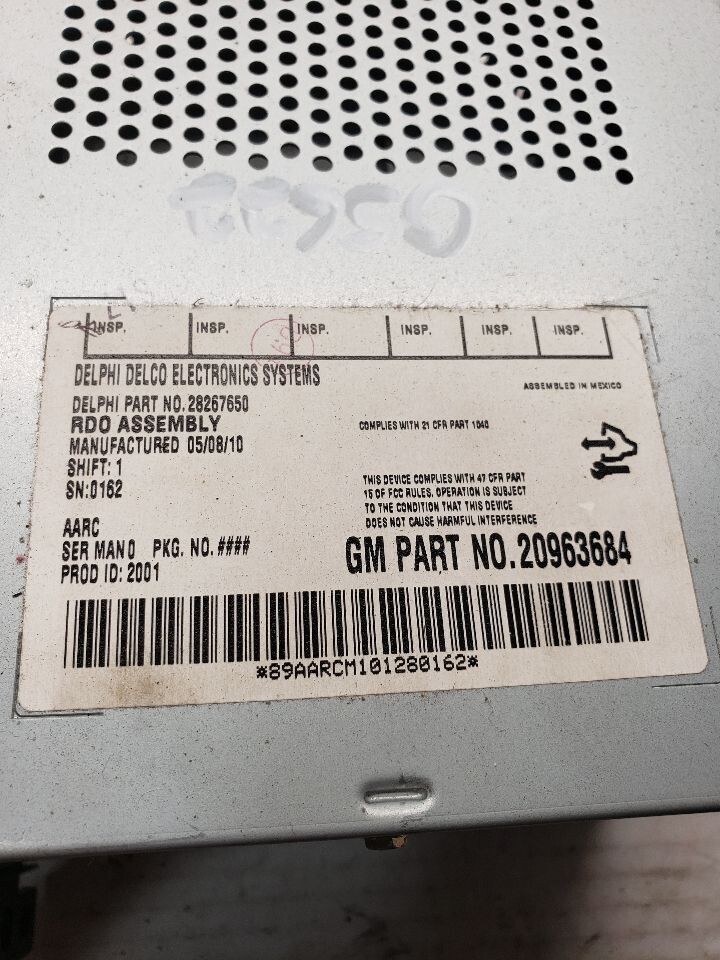 INSP. INSP. INSP. INSP. INSP. INSP.
DELPHI DELCO ELECTRONICS SYSTEMS
ASSEMBLED IN MEXICO
DELPHI PART NO. 28267650
RDO ASSEMBLY
MANUFACTURED 05/08/10
SHIFT: 1
SN:0162
COMPLIES WITH 21 CFR PART 1040
THIS DEVICE COMPLIES WITH 47 CFR PART
15 OF FCC RULES. OPERATION IS SUBJECT
TO THE CONDITION THAT THIS DEVICE
DOES NOT CAUSE HARMFUL INTERFERENCE
AARC
SER MAN 0 PKG. NO. ####
PROD ID: 2001
GM PART NO. 20963684
*89AARCM101280162*